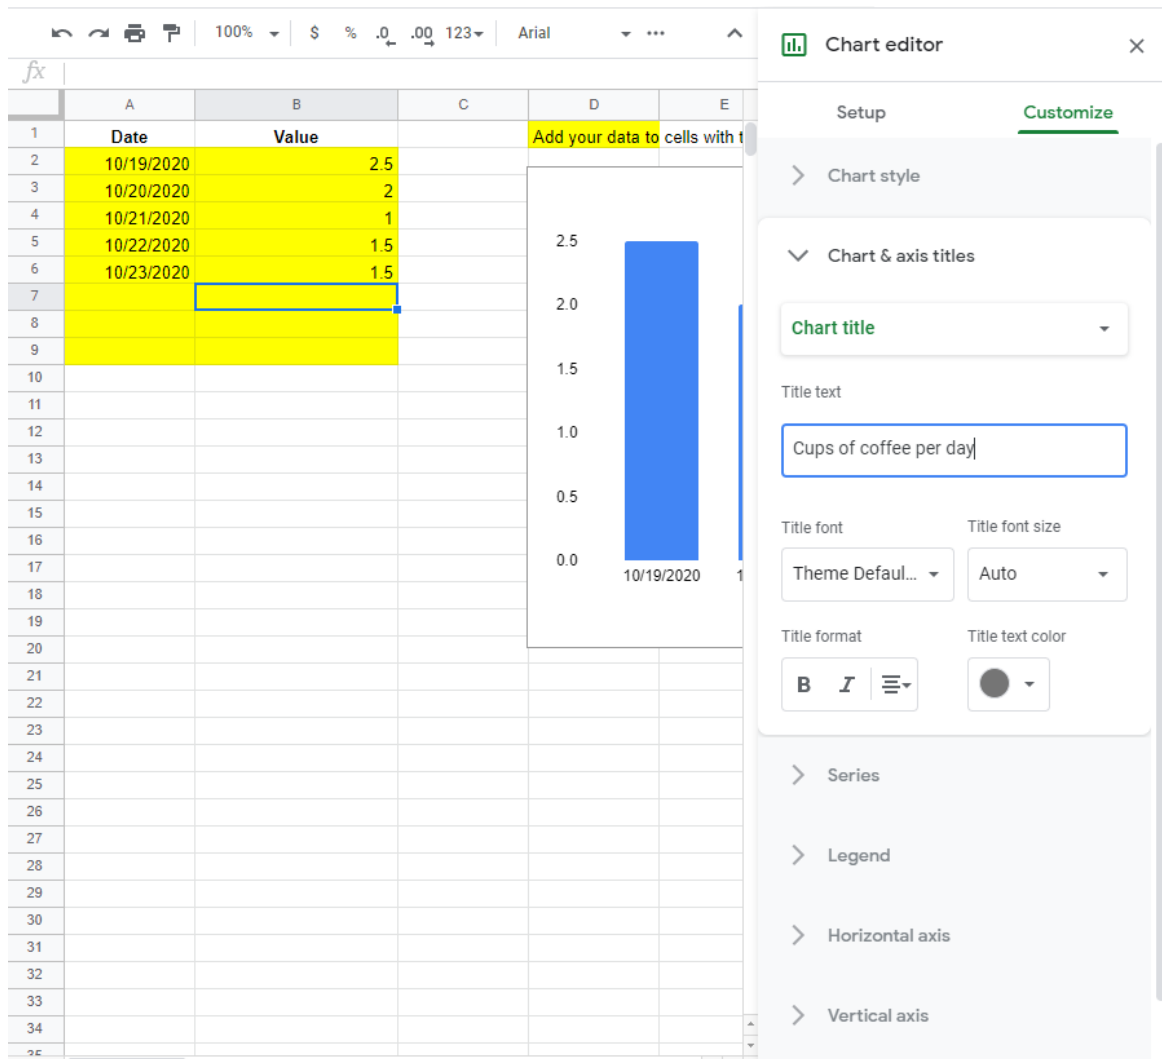 100% $ % .0 .00 123 Arial
fx
A B C D E
1 Date Value Add your data to cells with t
2 10/19/2020 2.5
3 10/20/2020 2
4 10/21/2020 1
5 10/22/2020 1.5
6 10/23/2020 1.5
7
8
9
10
11
12
13
14
15
16
17
18
19
20
21
22
23
24
25
26
27
28
29
30
31
32
33
34
35
2.5
2.0
1.5
1.0
0.5
0.0
10/19/2020 1
Chart editor
Setup Customize
Chart style
Chart & axis titles
Chart title
Title text
Cups of coffee per day
Title font Title font size
Theme Defaul... Auto
Title format Title text color
B I
Series
Legend
Horizontal axis
Vertical axis